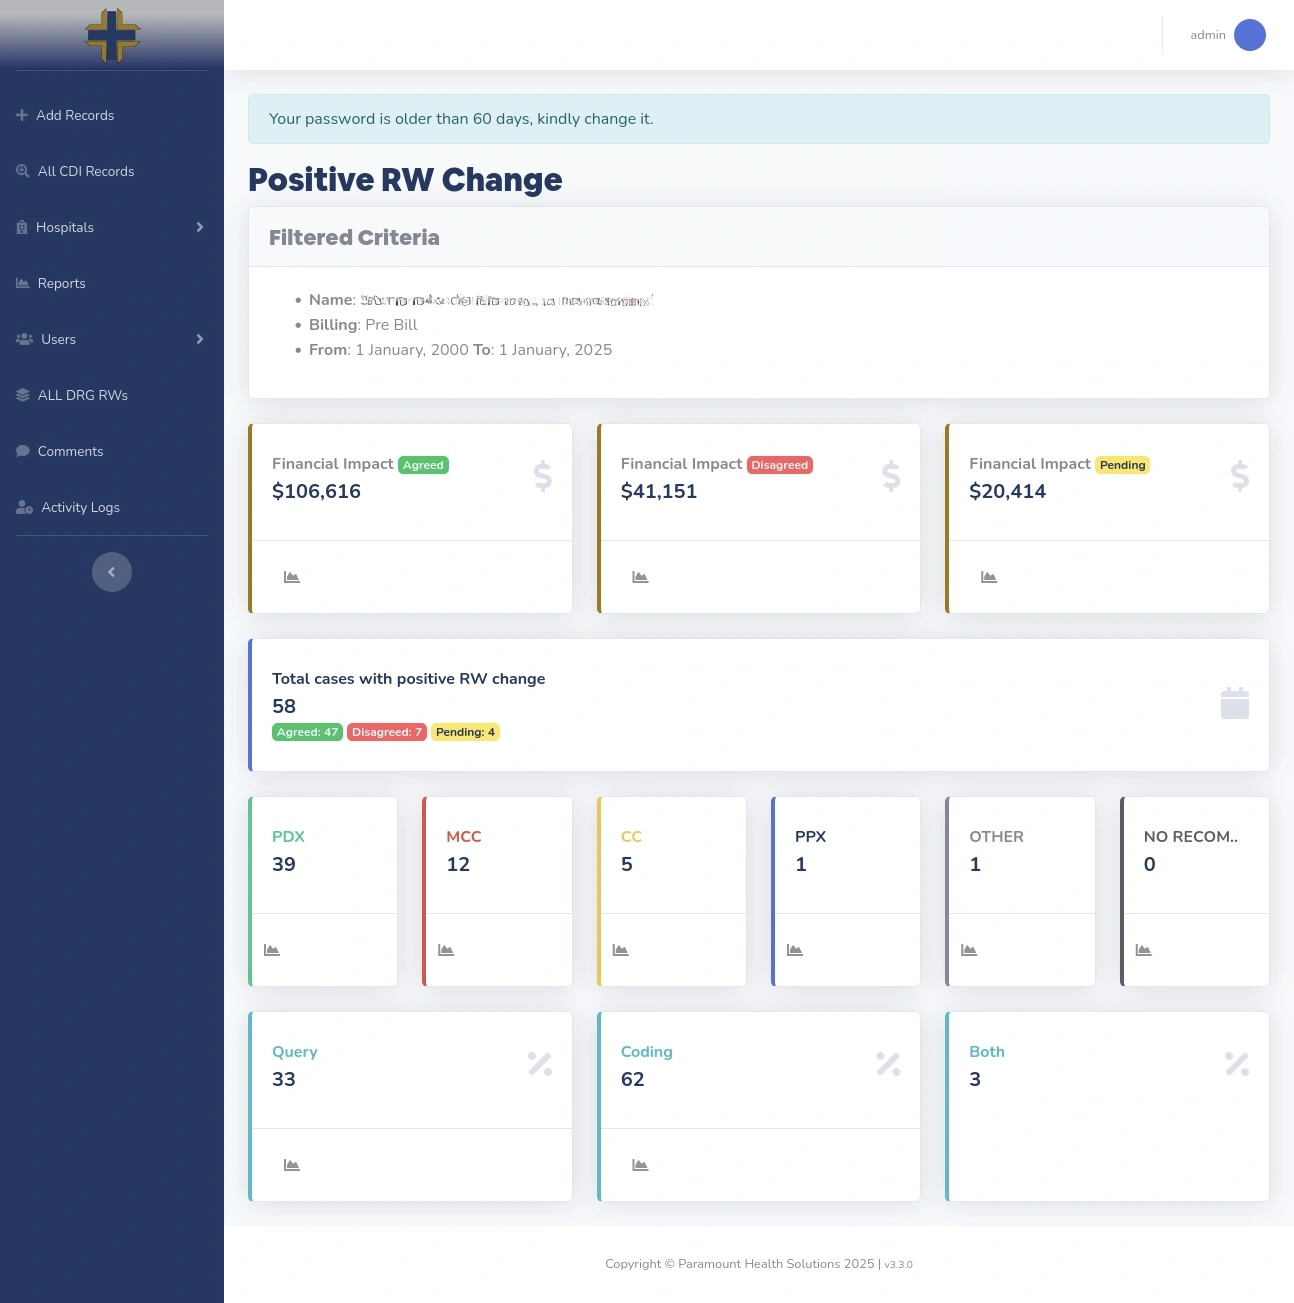 admin
Add Records
All CDI Records
Hospitals
Reports
Users
ALL DRG RWs
Comments
Activity Logs
Your password is older than 60 days, kindly change it.
Positive RW Change
Filtered Criteria
Name:
Billing: Pre Bill
From: 1 January, 2000 To: 1 January, 2025
Financial Impact Agreed
$106,616
Financial Impact Disagreed
$41,151
Financial Impact Pending
$20,414
Total cases with positive RW change
58
Agreed: 47 Disagreed: 7 Pending: 4
PDX
39
MCC
12
CC
5
PPX
1
OTHER
1
NO RECOM..
0
Query
33
Coding
62
Both
3
Copyright © Paramount Health Solutions 2025 | v3.3.0